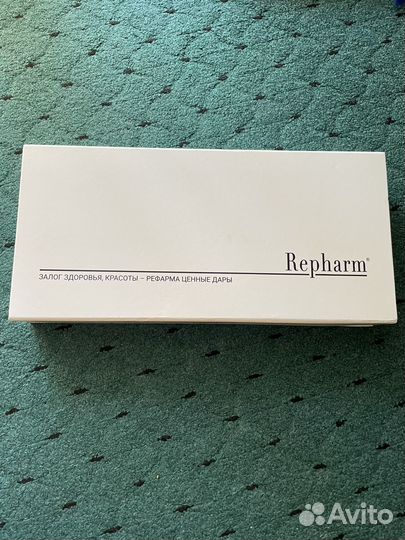 Repharm®
ЗАЛОГ ЗДОРОВЬЯ, КРАСОТЫ – РЕФАРМА ЦЕННЫЕ ДАРЫ
Avito